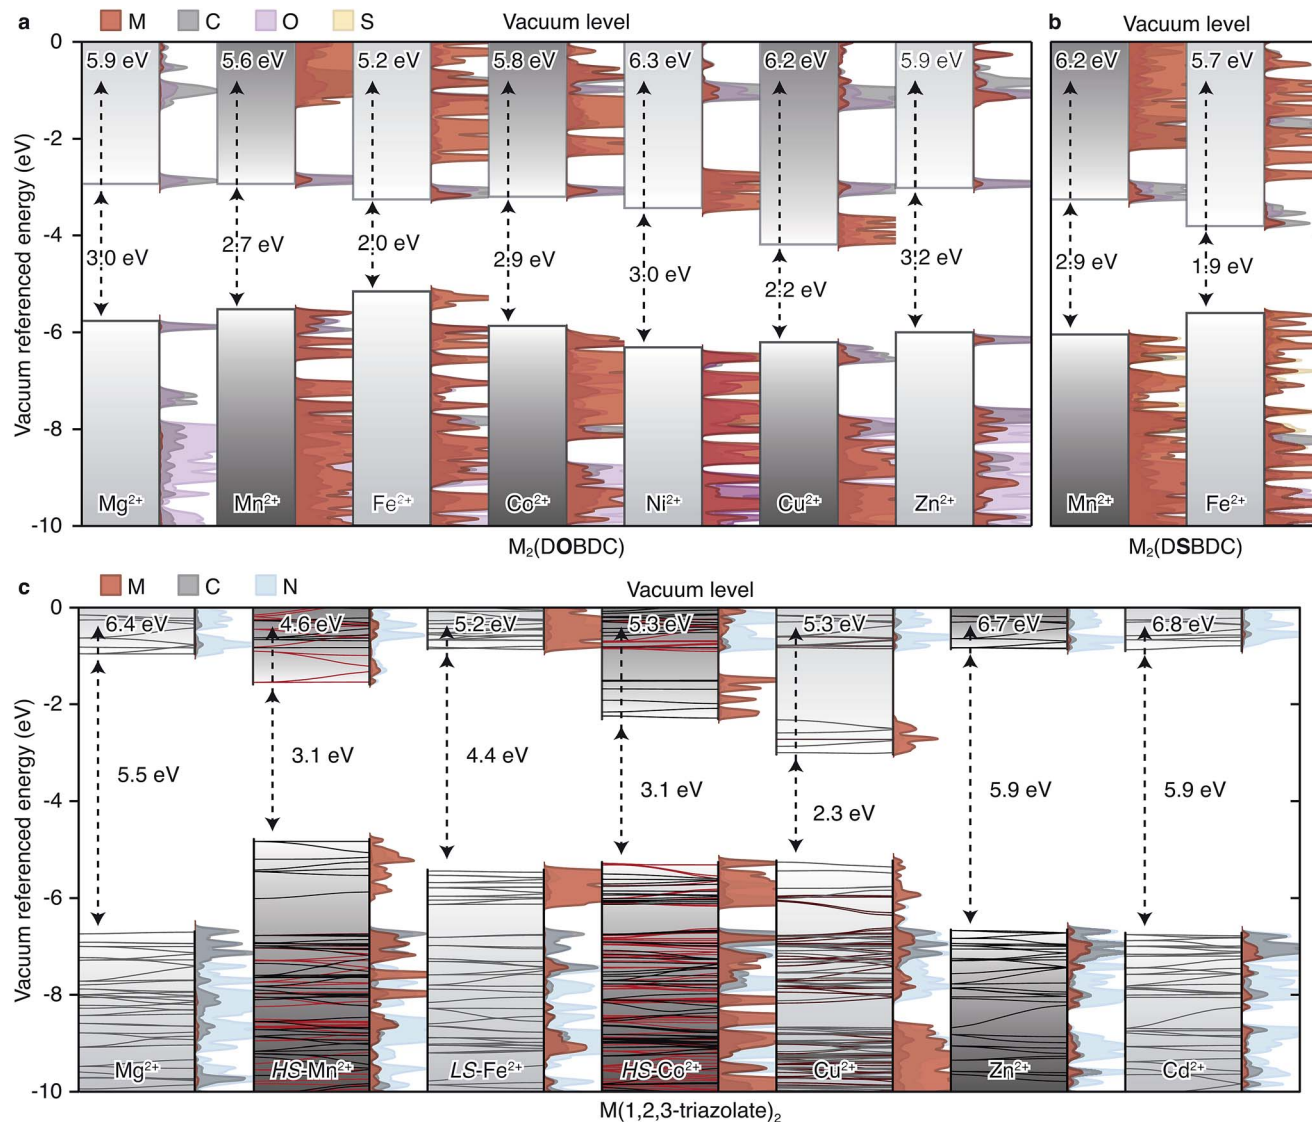 a M C O S Vacuum level
0
5.9 eV 5.6 eV 5.2 eV 5.8 eV 6.3 eV 6.2 eV 5.9 eV
-2
Vacuum referenced energy (eV)
-4
3.0 eV 2.7 eV 2.0 eV 2.9 eV 3.0 eV 2.2 eV 3.2 eV
-6
-8
Mg²⁺ Mn²⁺ Fe²⁺ Co²⁺ Ni²⁺ Cu²⁺ Zn²⁺
-10
M₂(DOBDC)
b Vacuum level
6.2 eV 5.7 eV
2.9 eV 1.9 eV
Mn²⁺ Fe²⁺
M₂(DSBDC)
c M C N Vacuum level
0
6.4 eV 4.6 eV 5.2 eV 5.3 eV 5.3 eV 6.7 eV 6.8 eV
-2
Vacuum referenced energy (eV)
5.5 eV 3.1 eV 4.4 eV 3.1 eV 2.3 eV 5.9 eV 5.9 eV
-4
-6
-8
Mg²⁺ HS-Mn²⁺ LS-Fe²⁺ HS-Co²⁺ Cu²⁺ Zn²⁺ Cd²⁺
-10
M(1,2,3-triazolate)₂